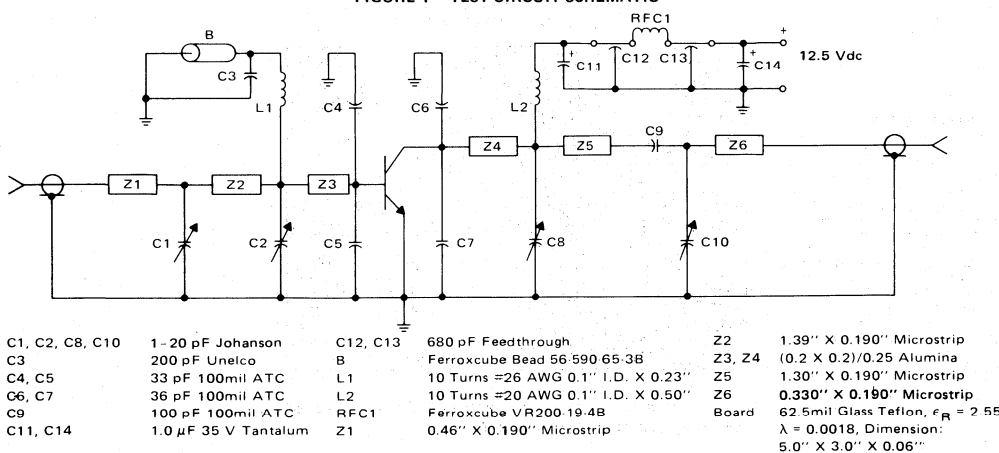 RFC1
B
+
C3
C4
C6
C11
+
C12
C13
+
C14
12.5 Vdc
L1
L2
C9
Z1
Z2
Z3
Z4
Z5
Z6
C1
C2
C5
C7
C8
C10
C1, C2, C8, C10 1-20 pF Johanson
C3 200 pF Unelco
C4, C5 33 pF 100mil ATC
C6, C7 36 pF 100mil ATC
C9 100 pF 100mil ATC
C11, C14 1.0 μF 35 V Tantalum
C12, C13 680 pF Feedthrough
B Ferroxcube Bead 56-590-65-3B
L1 10 Turns #26 AWG 0.1'' I.D. X 0.23''
L2 10 Turns #20 AWG 0.1'' I.D. X 0.50''
RFC1 Ferroxcube VR200-19-4B
Z1 0.46'' X 0.190'' Microstrip
Z2 1.39'' X 0.190'' Microstrip
Z3, Z4 (0.2 X 0.2)/0.25 Alumina
Z5 1.30'' X 0.190'' Microstrip
Z6 0.330'' X 0.190'' Microstrip
Board 62.5mil Glass Teflon, εR = 2.55
λ = 0.0018, Dimension:
5.0'' X 3.0'' X 0.06''